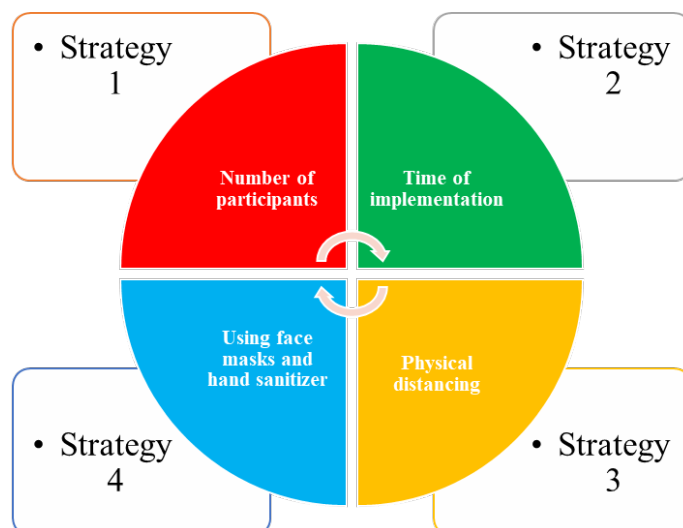 • Strategy
1
• Strategy
2
Number of
participants
Time of
implementation
Using face
masks and
hand sanitizer
Physical
distancing
• Strategy
4
• Strategy
3